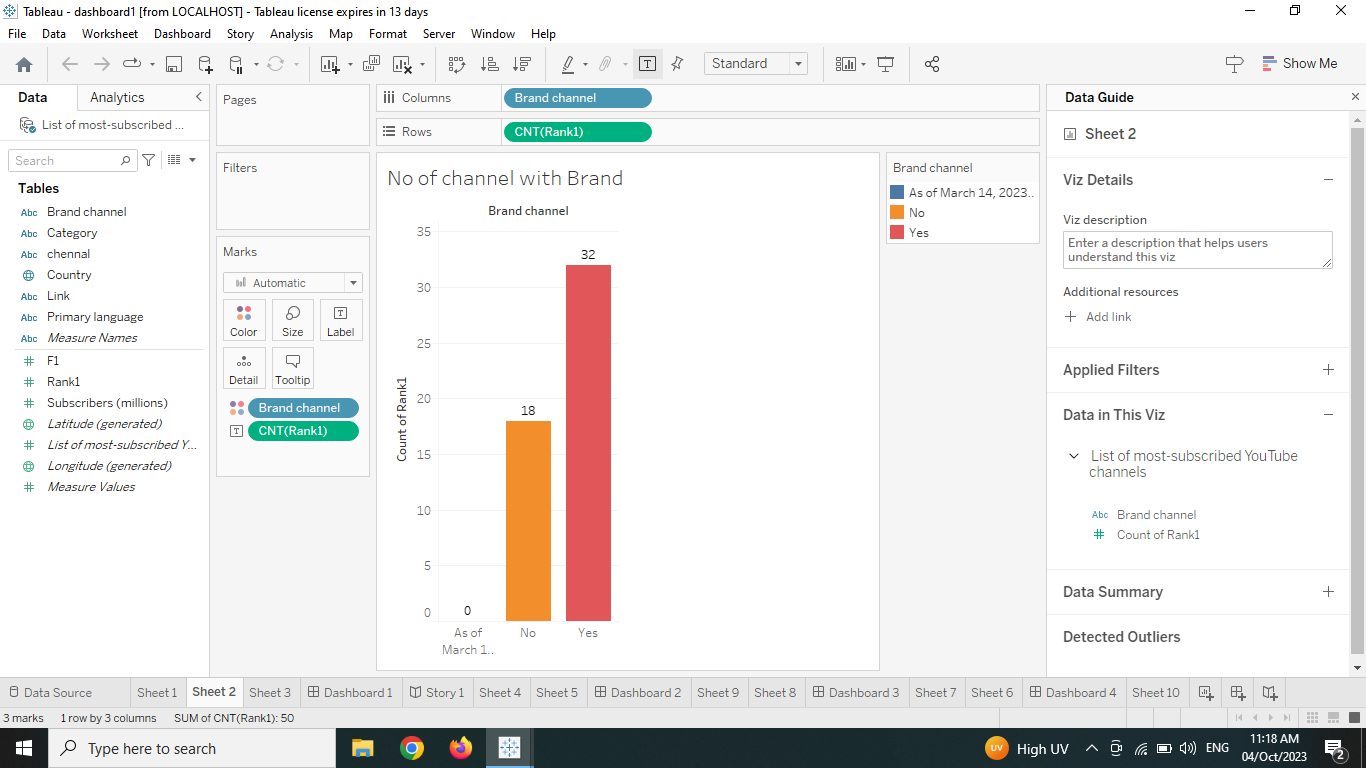 Tableau - dashboard1 [from LOCALHOST] - Tableau license expires in 13 days
File Data Worksheet Dashboard Story Analysis Map Format Server Window Help
Standard
Show Me
Data Analytics
List of most-subscribed ...
Search
Tables
Abc Brand channel
Abc Category
Abc chennal
Country
Abc Link
Abc Primary language
Abc Measure Names
F1
Rank1
Subscribers (millions)
Latitude (generated)
List of most-subscribed Y...
Longitude (generated)
Measure Values
Pages
Filters
Marks
Automatic
Color Size Label
Detail Tooltip
Brand channel
CNT(Rank1)
Columns Brand channel
Rows CNT(Rank1)
No of channel with Brand
Brand channel
35
30
25
20
15
10
5
0
Count of Rank1
0
18
32
As of
March 1..
No
Yes
Brand channel
As of March 14, 2023..
No
Yes
Data Guide
Sheet 2
Viz Details
Viz description
Enter a description that helps users
understand this viz
Additional resources
Add link
Applied Filters
Data in This Viz
List of most-subscribed YouTube
channels
Abc Brand channel
Count of Rank1
Data Summary
Detected Outliers
Data Source Sheet 1 Sheet 2 Sheet 3 Dashboard 1 Story 1 Sheet 4 Sheet 5 Dashboard 2 Sheet 9 Sheet 8 Dashboard 3 Sheet 7 Sheet 6 Dashboard 4 Sheet 10
3 marks 1 row by 3 columns SUM of CNT(Rank1): 50
Type here to search
UV High UV
ENG
11:18 AM
04/Oct/2023
2